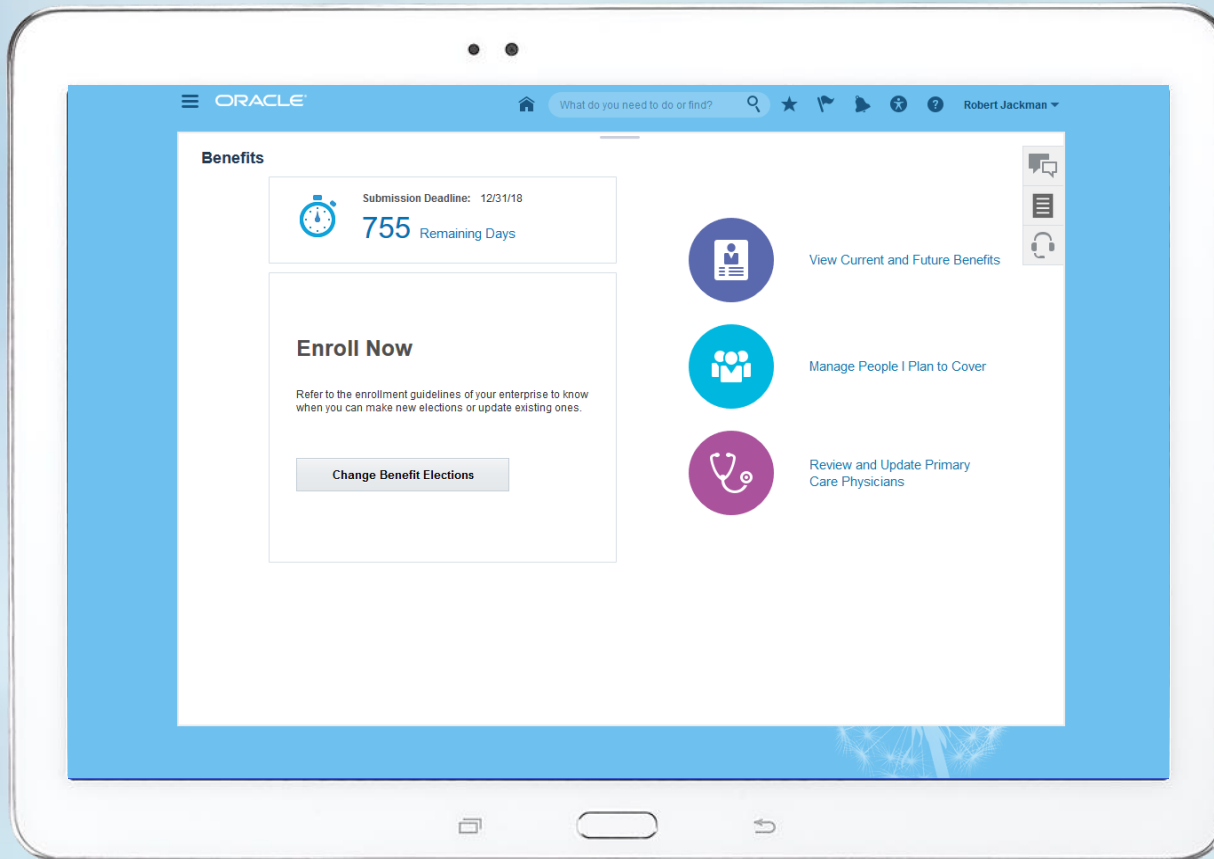 ORACLE
What do you need to do or find?
Robert Jackman
Benefits
Submission Deadline: 12/31/18
755 Remaining Days
Enroll Now
Refer to the enrollment guidelines of your enterprise to know
when you can make new elections or update existing ones.
Change Benefit Elections
View Current and Future Benefits
Manage People I Plan to Cover
Review and Update Primary
Care Physicians